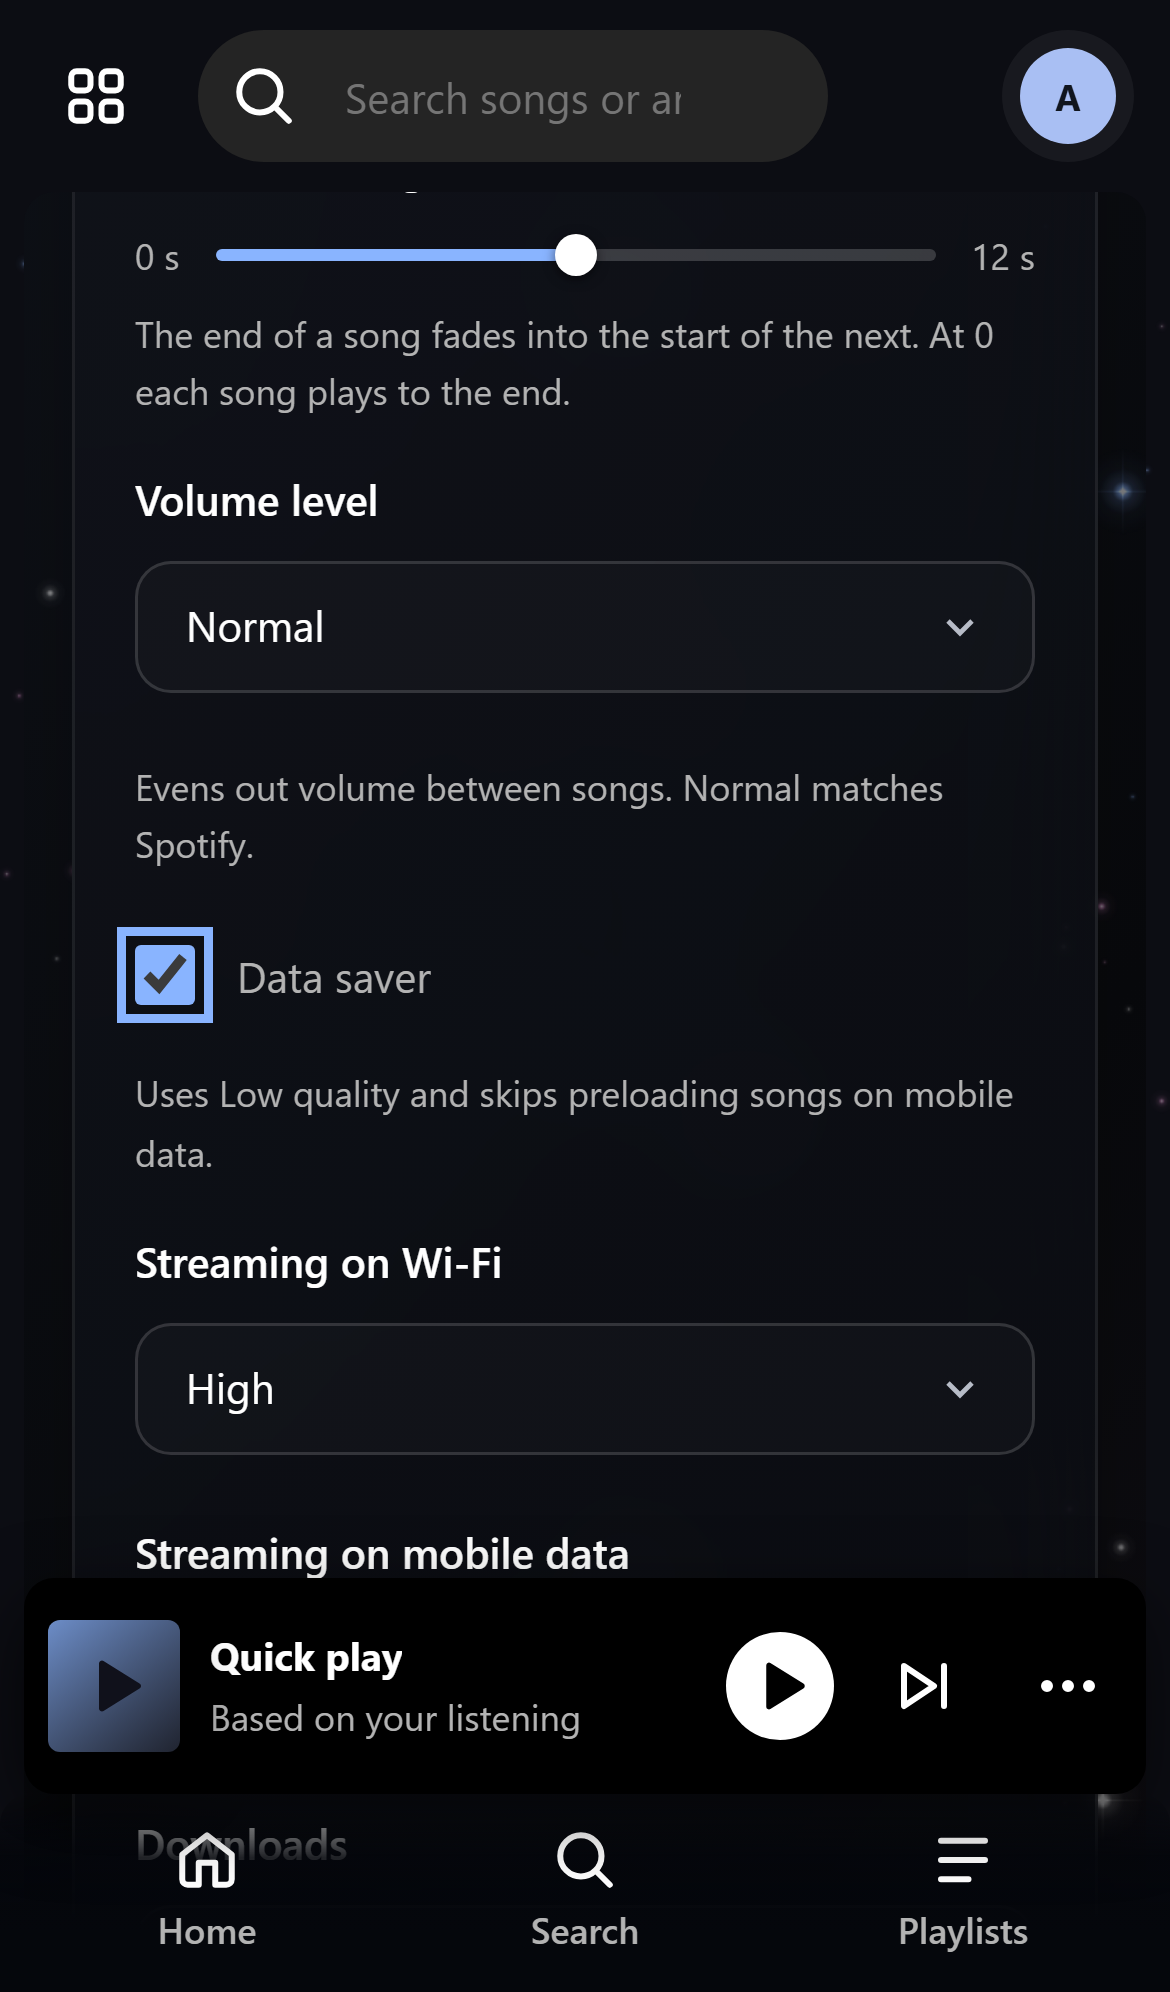 Search songs or ar
A
0 s
12 s
The end of a song fades into the start of the next. At 0
each song plays to the end.
Volume level
Normal
Evens out volume between songs. Normal matches
Spotify.
Data saver
Uses Low quality and skips preloading songs on mobile
data.
Streaming on Wi-Fi
High
Streaming on mobile data
Quick play
Based on your listening
Downloads
Home
Search
Playlists